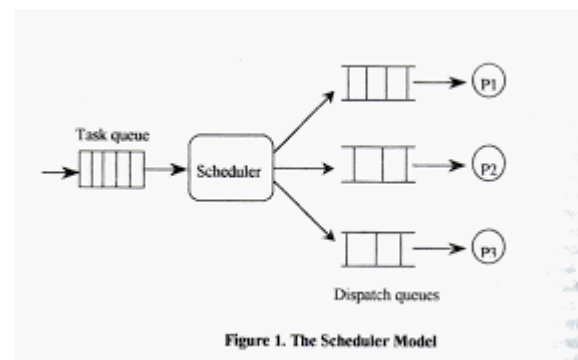 P1
Task queue
Scheduler
P2
P3
Dispatch queues
Figure 1. The Scheduler Model